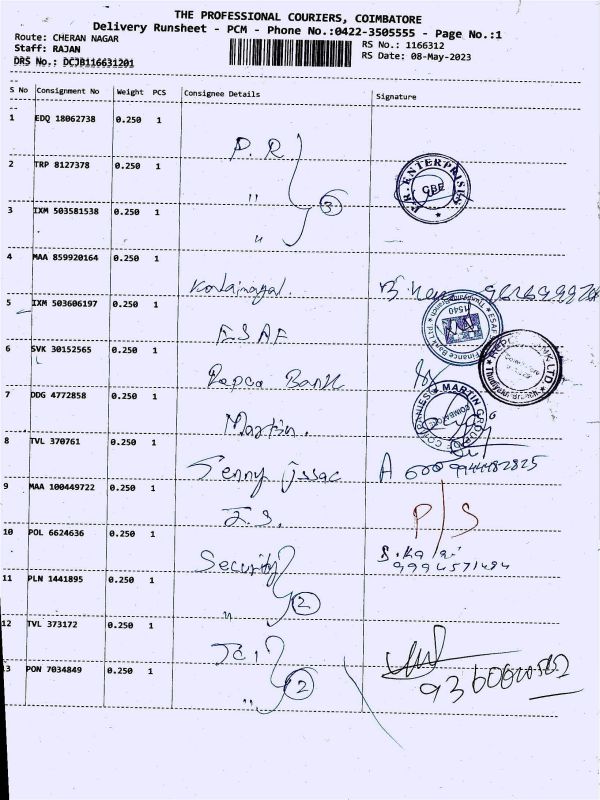 THE PROFESSIONAL COURIERS, COIMBATORE
Delivery Runsheet - PCM - Phone No.:0422-3505555 - Page No.:1
Route: CHERAN NAGAR
RS No.: 1166312
Staff: RAJAN
RS Date: 08-May-2023
DRS No.: DCJB116631201
S No Consignment No Weight PCS Consignee Details Signature
1 EDQ 18062738 0.250 1 P.R
2 TRP 8127378 0.250 1 " 3
3 IXM 503581538 0.250 1 "
4 MAA 859920164 0.250 1
5 IXM 503606197 0.250 1 ESAF
6 SVK 30152565 0.250 1 Repco Bank
7 DDG 4772858 0.250 1 Martin.
8 TVL 370761 0.250 1 Jenny
9 MAA 100449722 0.250 1 P/S
10 POL 6624636 0.250 1 Security
11 PLN 1441895 0.250 1 " 2
12 TVL 373172 0.250 1
13 PON 7034849 0.250 1 " 2